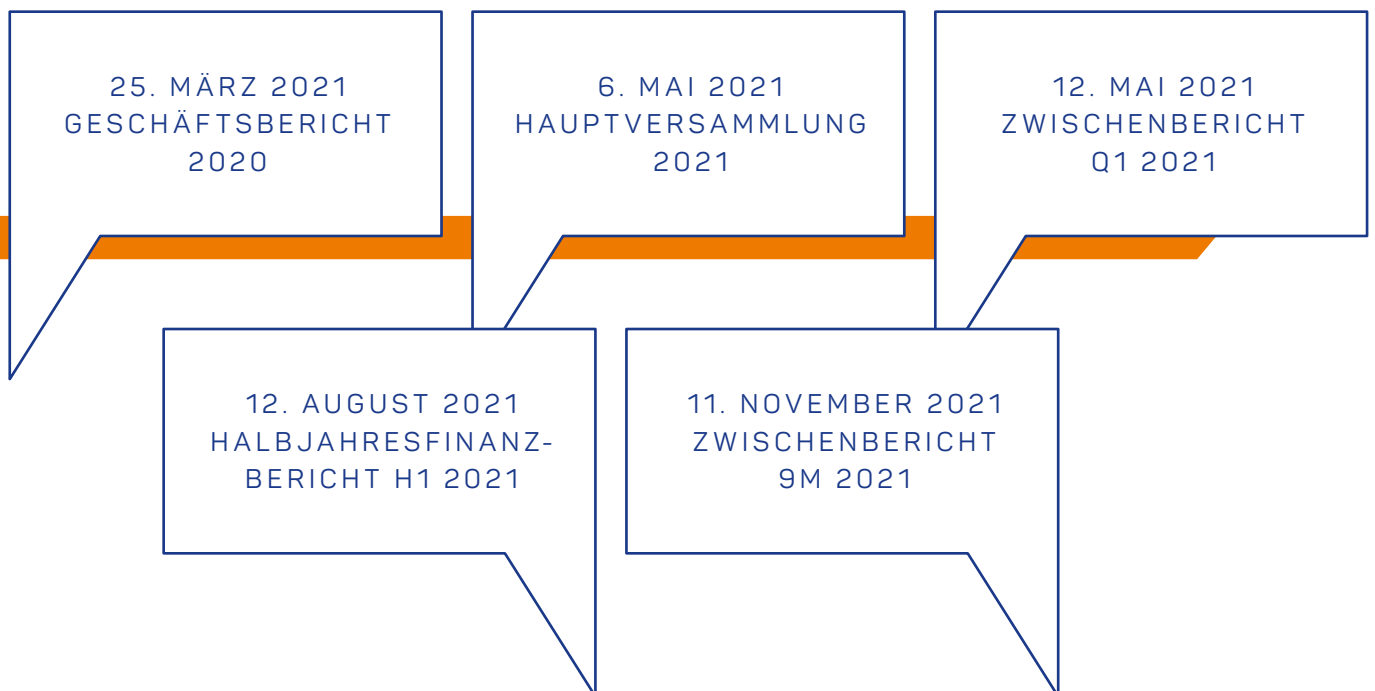 25. MÄRZ 2021
GESCHÄFTSBERICHT
2020
6. MAI 2021
HAUPTVERSAMMLUNG
2021
12. MAI 2021
ZWISCHENBERICHT
Q1 2021
12. AUGUST 2021
HALBJAHRESFINANZ-
BERICHT H1 2021
11. NOVEMBER 2021
ZWISCHENBERICHT
9M 2021